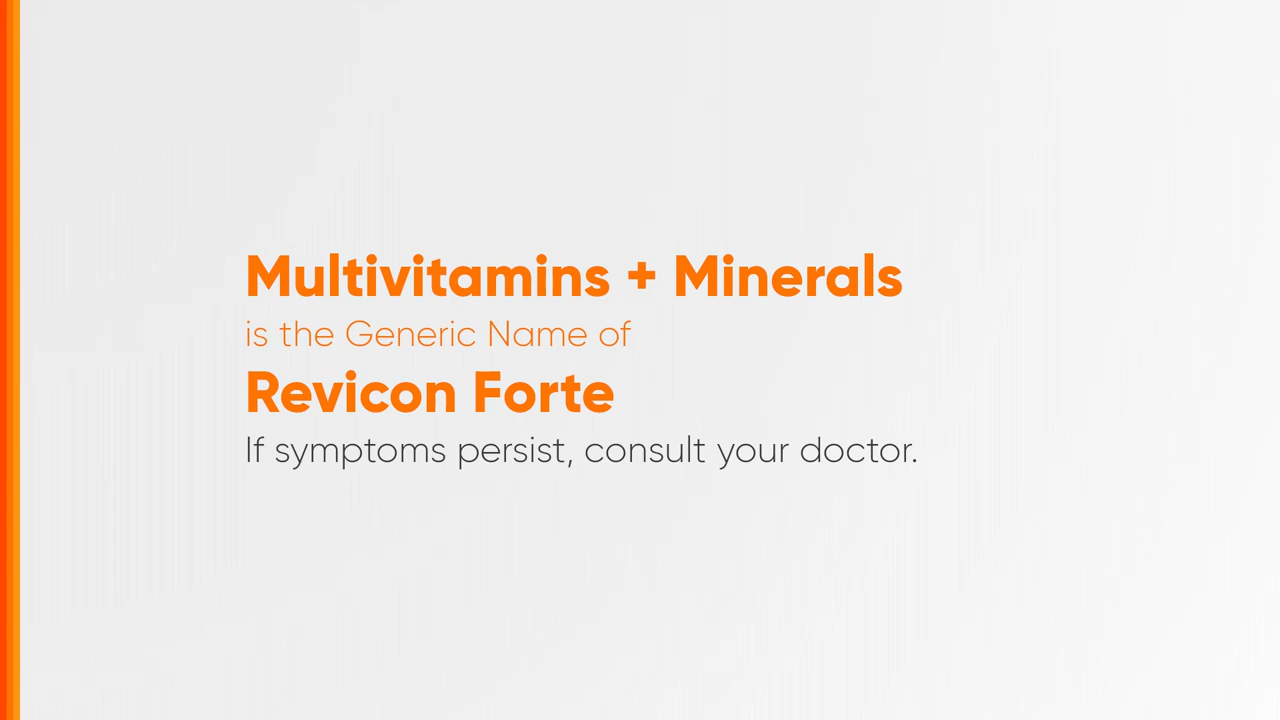 Multivitamins + Minerals
is the Generic Name of
Revicon Forte
If symptoms persist, consult your doctor.